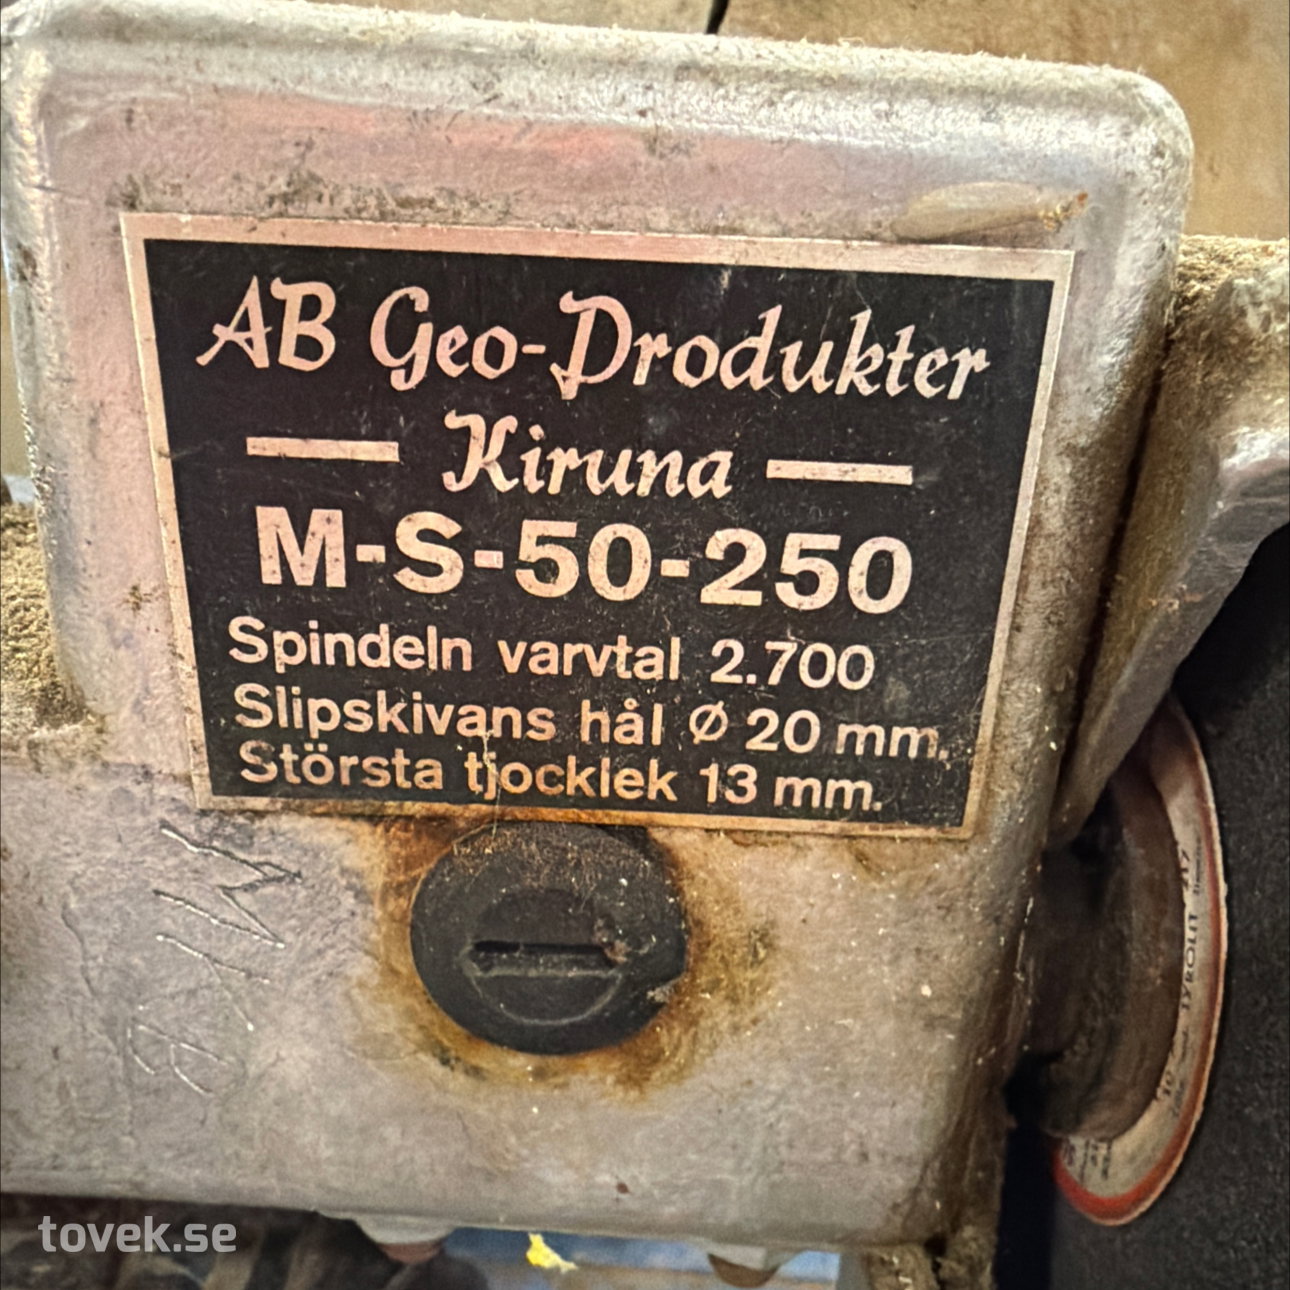 AB Geo-Produkter
Kiruna
M-S-50-250
Spindeln varvtal 2.700
Slipskivans hål Ø 20 mm.
Största tjocklek 13 mm.
TYROLIT
tovek.se